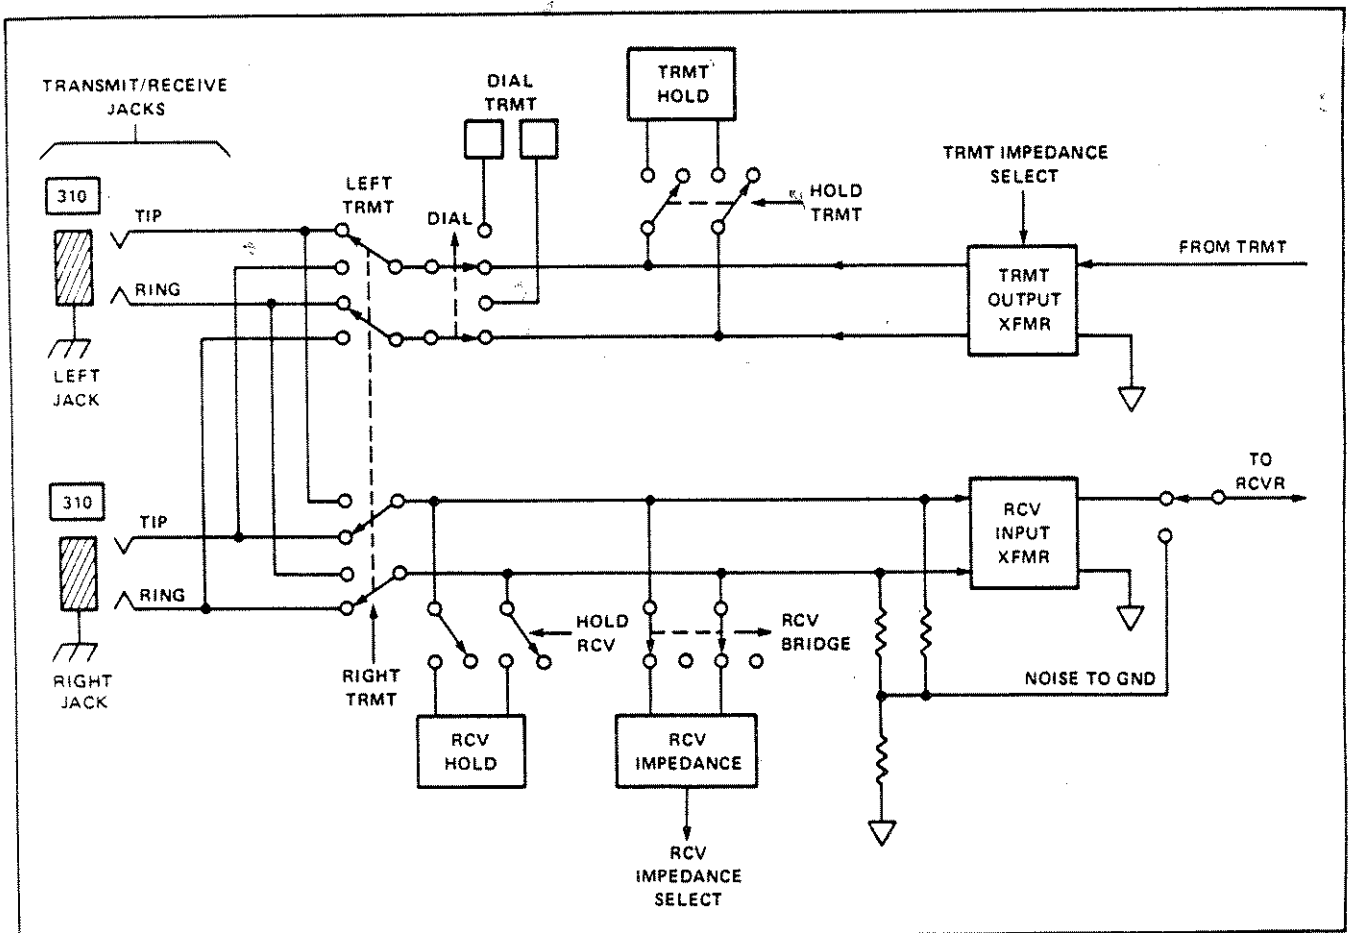 TRANSMIT/RECEIVE
JACKS
310
TIP
RING
LEFT
JACK
LEFT
TRMT
DIAL
DIAL
TRMT
TRMT
HOLD
HOLD
TRMT
TRMT IMPEDANCE
SELECT
TRMT
OUTPUT
XFMR
FROM TRMT
310
TIP
RING
RIGHT
JACK
RIGHT
TRMT
HOLD
RCV
RCV
HOLD
RCV
BRIDGE
RCV
IMPEDANCE
RCV
IMPEDANCE
SELECT
RCV
INPUT
XFMR
TO
RCVR
NOISE TO GND